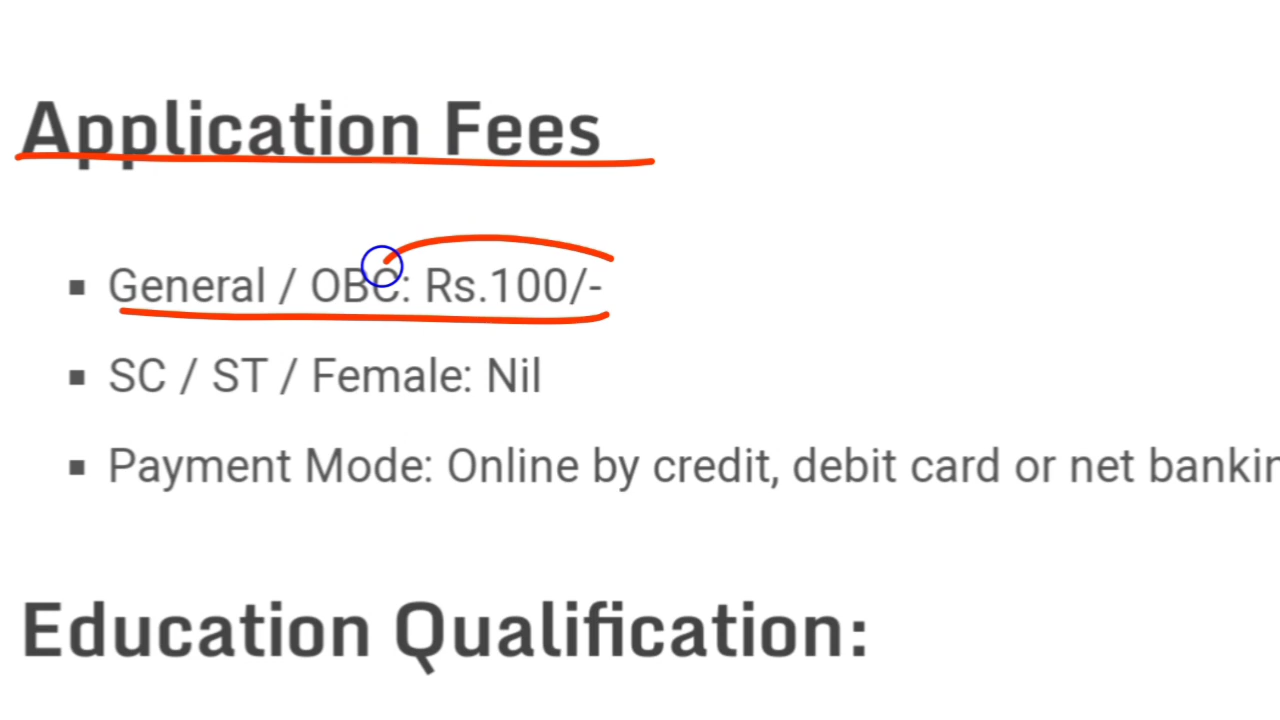 Application Fees
General / OBC: Rs.100/-
SC / ST / Female: Nil
Payment Mode: Online by credit, debit card or net bankin
Education Qualification: